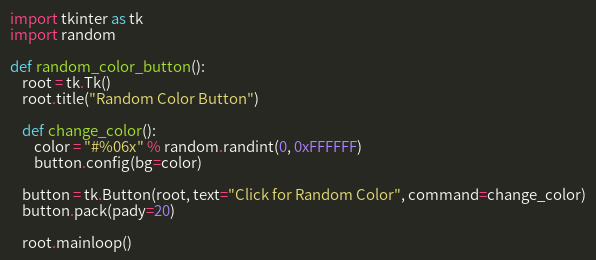 import tkinter as tk
import random

def random_color_button():
    root = tk.Tk()
    root.title("Random Color Button")

    def change_color():
        color = "#%06x" % random.randint(0, 0xFFFFFF)
        button.config(bg=color)

    button = tk.Button(root, text="Click for Random Color", command=change_color)
    button.pack(pady=20)

    root.mainloop()